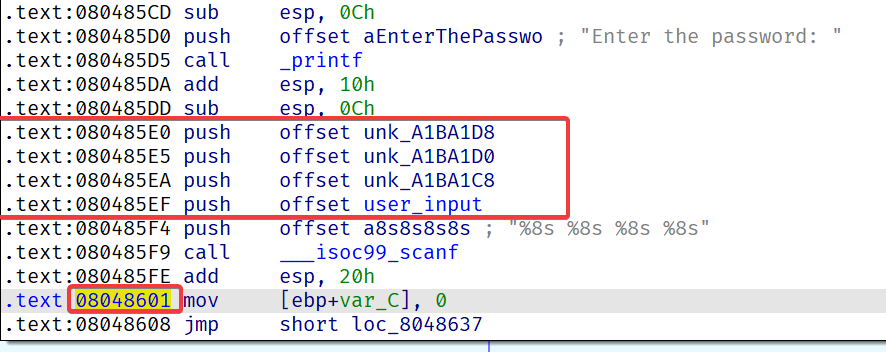 .text:080485CD sub     esp, 0Ch
.text:080485D0 push    offset aEnterThePasswo ; "Enter the password: "
.text:080485D5 call    _printf
.text:080485DA add     esp, 10h
.text:080485DD sub     esp, 0Ch
.text:080485E0 push    offset unk_A1BA1D8
.text:080485E5 push    offset unk_A1BA1D0
.text:080485EA push    offset unk_A1BA1C8
.text:080485EF push    offset user_input
.text:080485F4 push    offset a8s8s8s8s ; "%8s %8s %8s %8s"
.text:080485F9 call    ___isoc99_scanf
.text:080485FE add     esp, 20h
.text 08048601 mov     [ebp+var_C], 0
.text:08048608 jmp     short loc_8048637